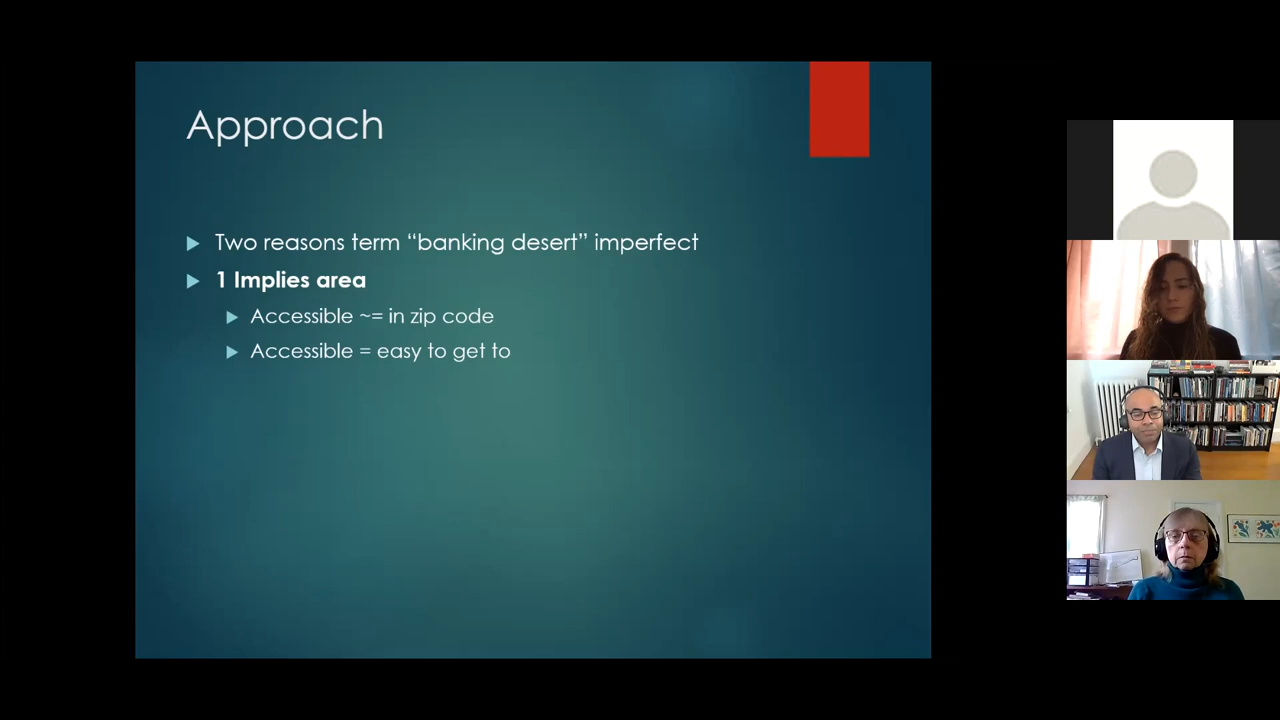 Approach
Two reasons term “banking desert” imperfect
1 Implies area
Accessible ~= in zip code
Accessible = easy to get to